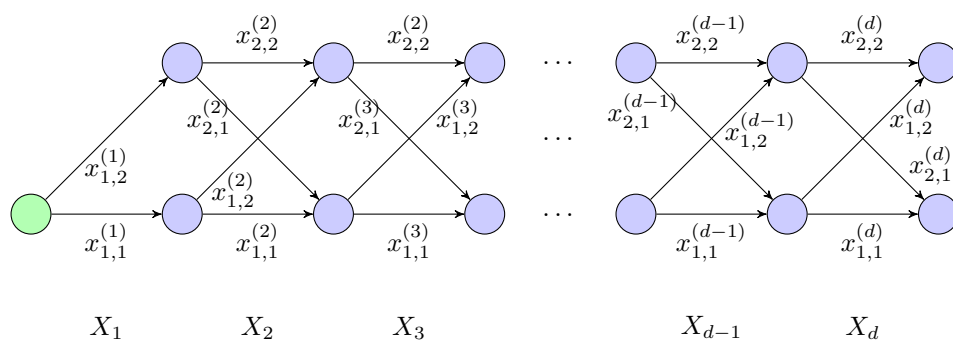 $x_{2,2}^{(2)}$ $x_{2,2}^{(2)}$ $x_{2,2}^{(d-1)}$ $x_{2,2}^{(d)}$
... 
$x_{2,1}^{(2)}$ $x_{2,1}^{(3)}$ $x_{1,2}^{(3)}$ $x_{2,1}^{(d-1)}$ $x_{1,2}^{(d-1)}$ $x_{1,2}^{(d)}$
...
$x_{1,2}^{(1)}$ $x_{1,2}^{(2)}$ $x_{2,1}^{(d)}$
...
$x_{1,1}^{(1)}$ $x_{1,1}^{(2)}$ $x_{1,1}^{(3)}$ $x_{1,1}^{(d-1)}$ $x_{1,1}^{(d)}$
$X_1$ $X_2$ $X_3$ $X_{d-1}$ $X_d$